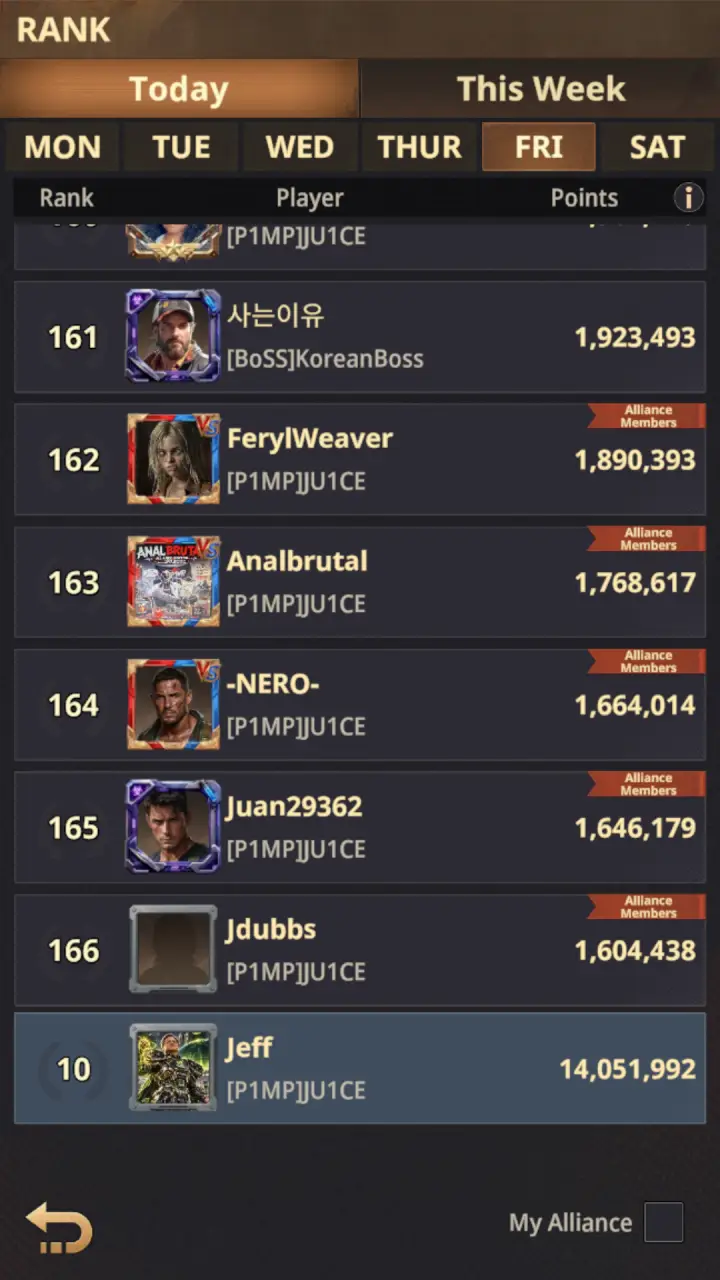 RANK
Today
This Week
MON
TUE
WED
THUR
FRI
SAT
Rank
Player
Points
[P1MP]JU1CE
161
사는이유
[BoSS]KoreanBoss
1,923,493
Alliance
Members
162
FerylWeaver
[P1MP]JU1CE
1,890,393
Alliance
Members
163
Analbrutal
[P1MP]JU1CE
1,768,617
Alliance
Members
164
-NERO-
[P1MP]JU1CE
1,664,014
Alliance
Members
165
Juan29362
[P1MP]JU1CE
1,646,179
Alliance
Members
166
Jdubbs
[P1MP]JU1CE
1,604,438
10
Jeff
[P1MP]JU1CE
14,051,992
My Alliance